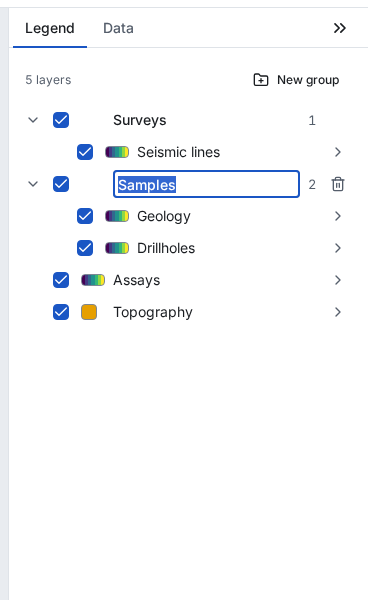 Legend Data
5 layers New group
Surveys 1
Seismic lines
Samples 2
Geology
Drillholes
Assays
Topography